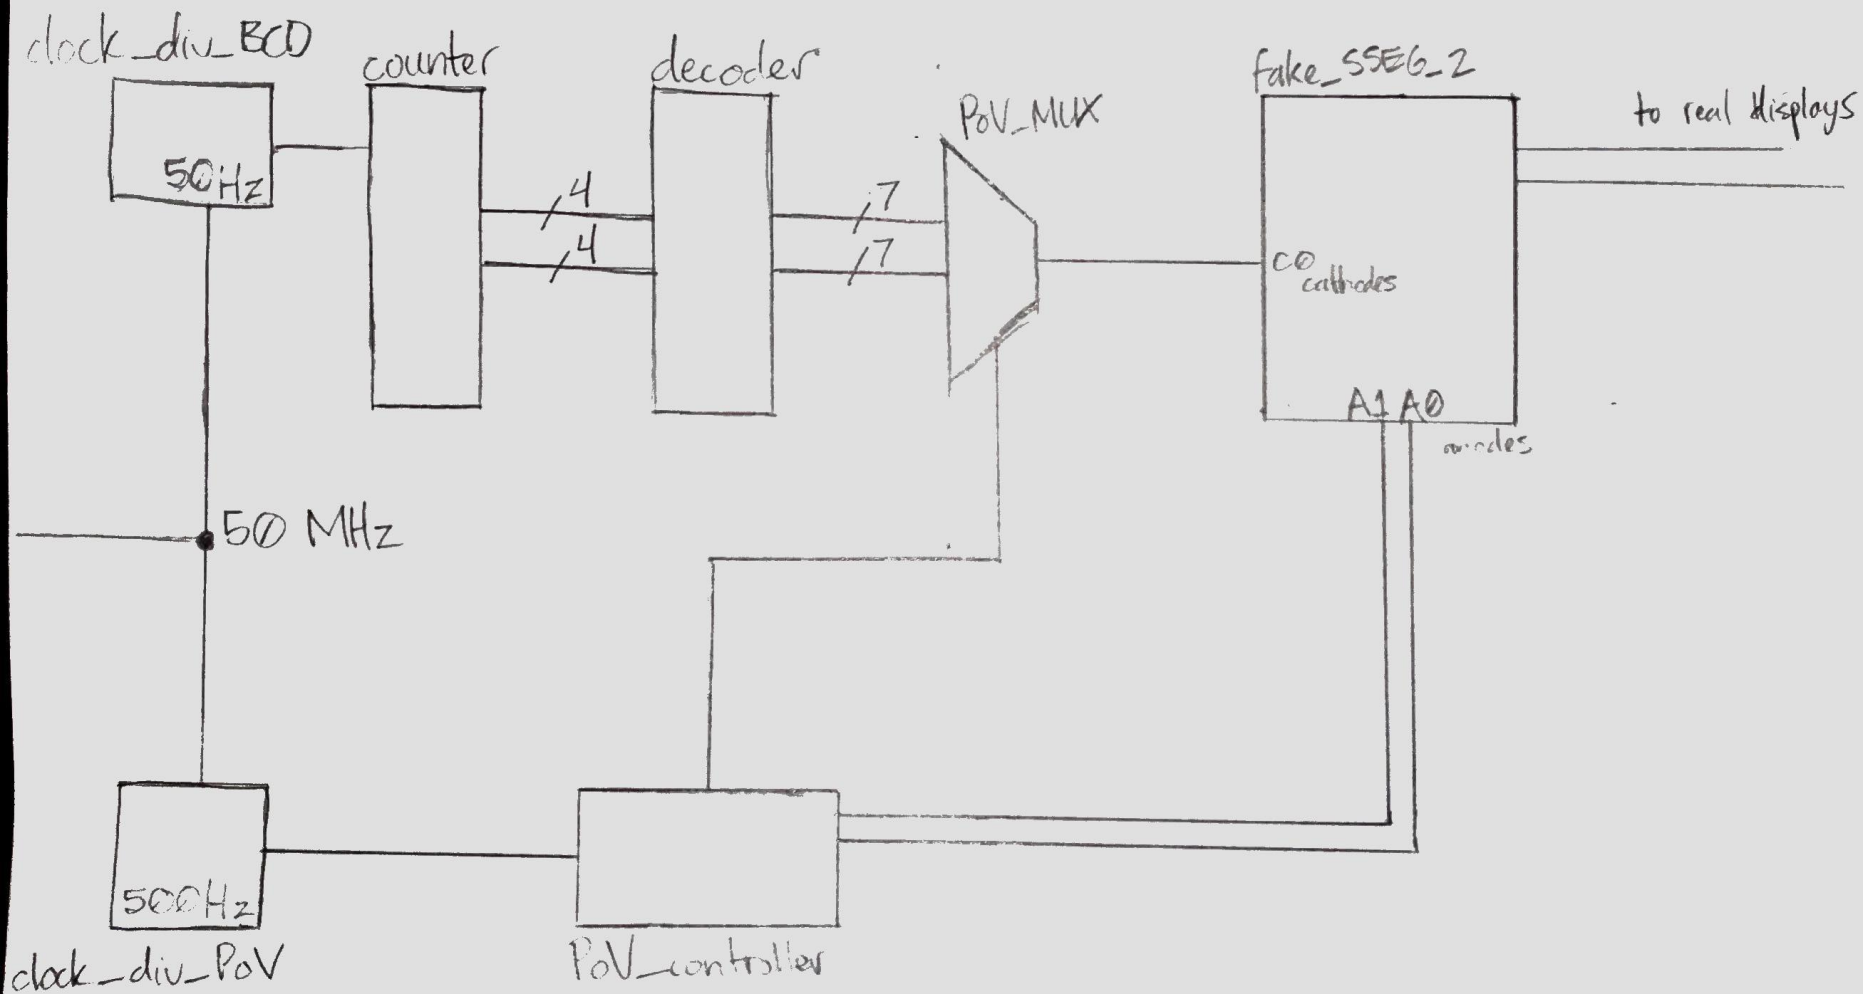 clock_div_BCD
counter
decoder
PoV_MUX
fake_SSEG_2
to real displays
50Hz
4
4
7
7
C0
cathodes
A1 A0
anodes
50 MHz
500Hz
clock_div_PoV
PoV_controller